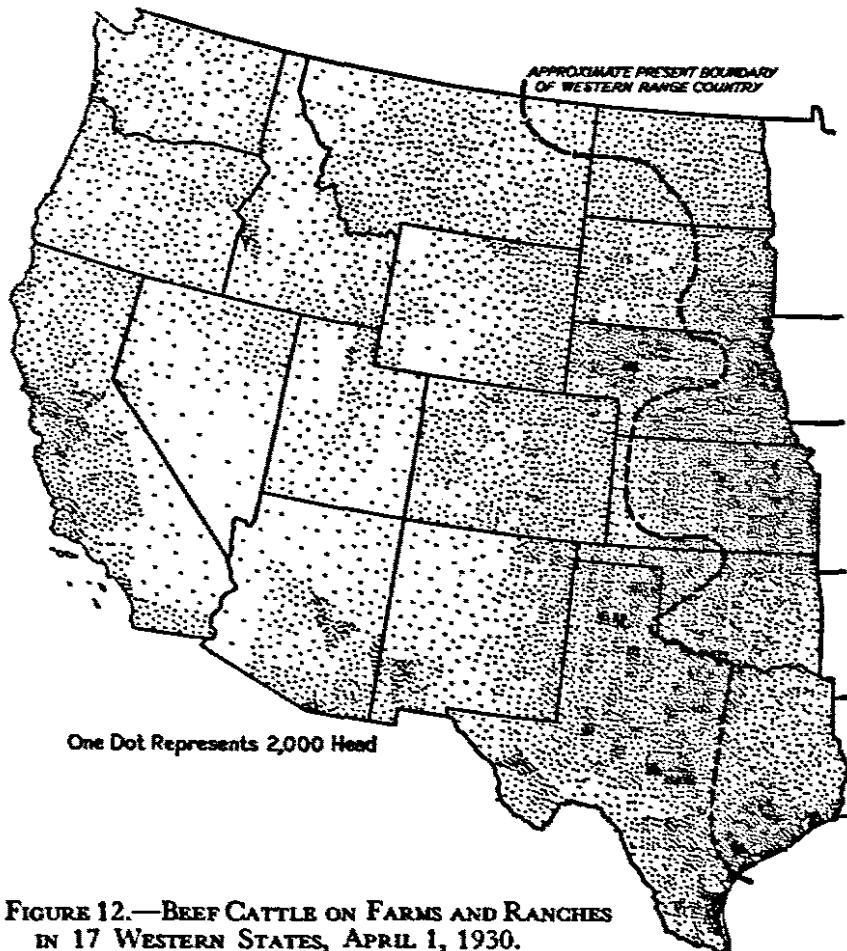 APPROXIMATE PRESENT BOUNDARY
OF WESTERN RANGE COUNTRY
One Dot Represents 2,000 Head
FIGURE 12.—BEEF CATTLE ON FARMS AND RANCHES
IN 17 WESTERN STATES, APRIL 1, 1930.